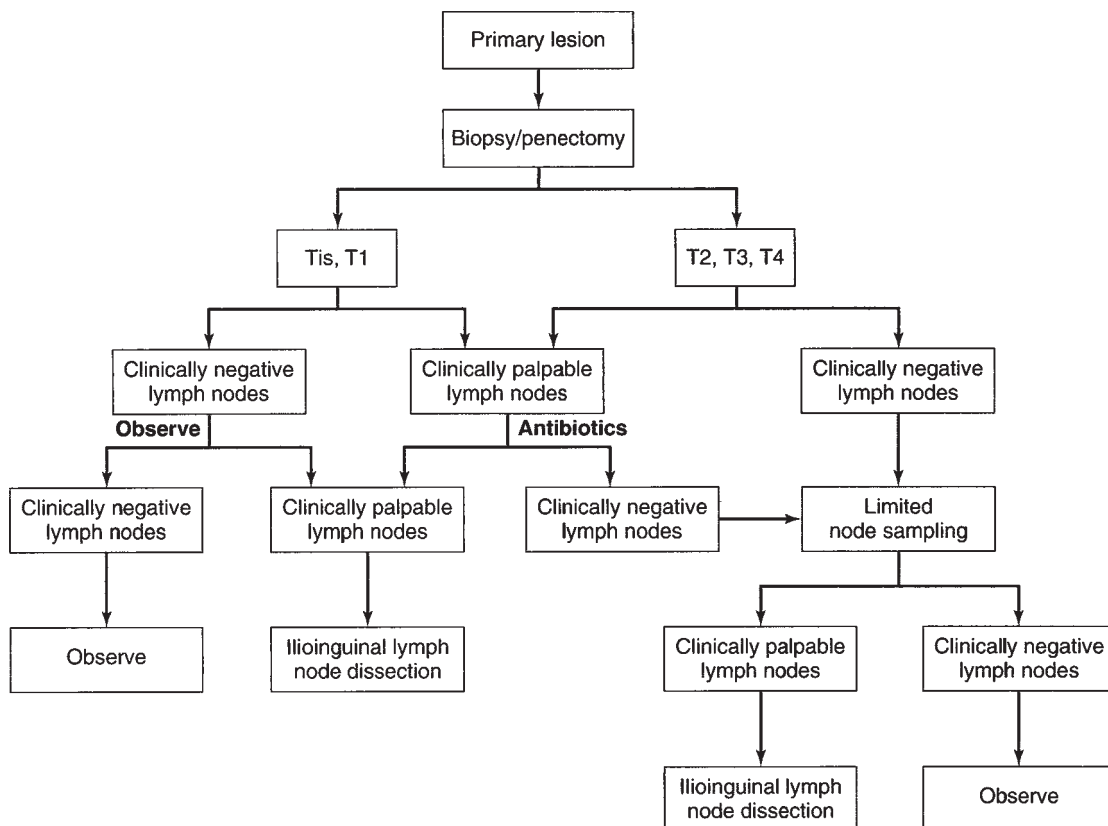 Primary lesion
Biopsy/penectomy
Tis, T1
T2, T3, T4
Clinically negative
lymph nodes
Clinically palpable
lymph nodes
Clinically negative
lymph nodes
Observe
Antibiotics
Clinically negative
lymph nodes
Clinically palpable
lymph nodes
Clinically negative
lymph nodes
Limited
node sampling
Observe
Ilioinguinal lymph
node dissection
Clinically palpable
lymph nodes
Clinically negative
lymph nodes
Ilioinguinal lymph
node dissection
Observe